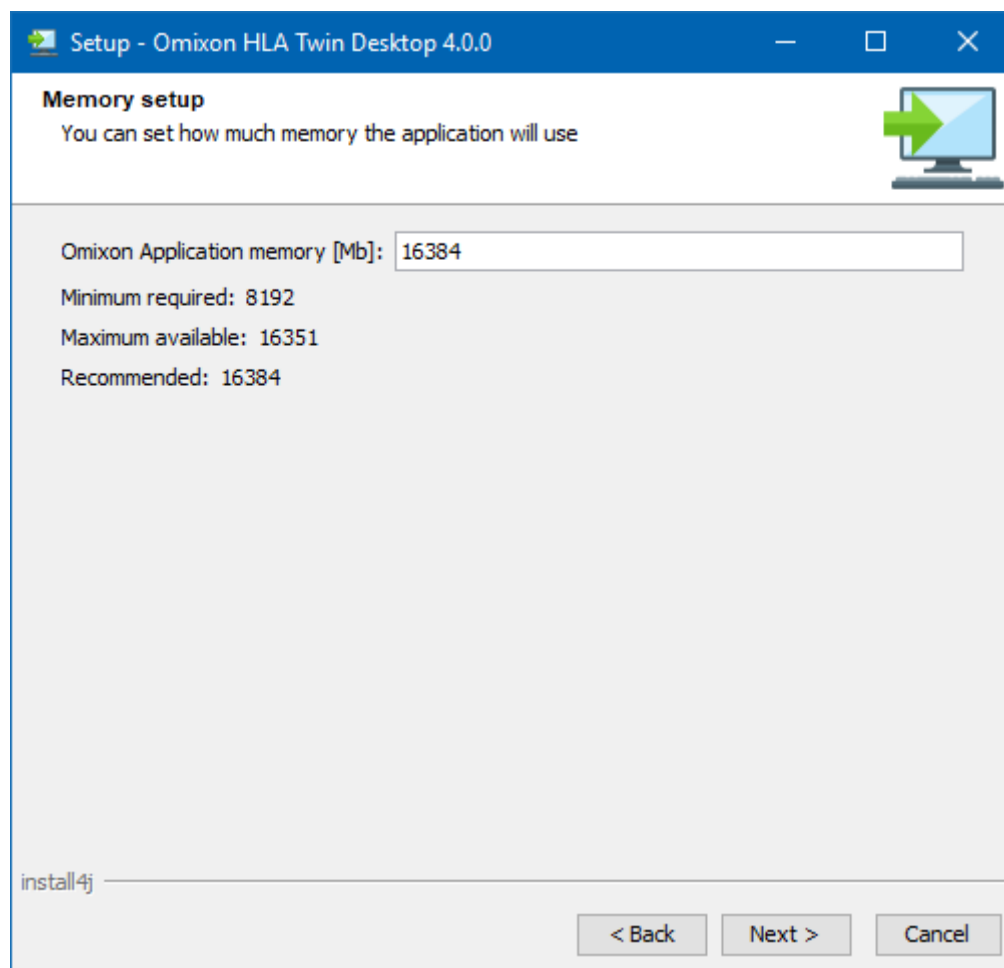 Setup - Omixon HLA Twin Desktop 4.0.0
Memory setup
You can set how much memory the application will use
Omixon Application memory [Mb]: 16384
Minimum required: 8192
Maximum available: 16351
Recommended: 16384
install4j
< Back Next > Cancel